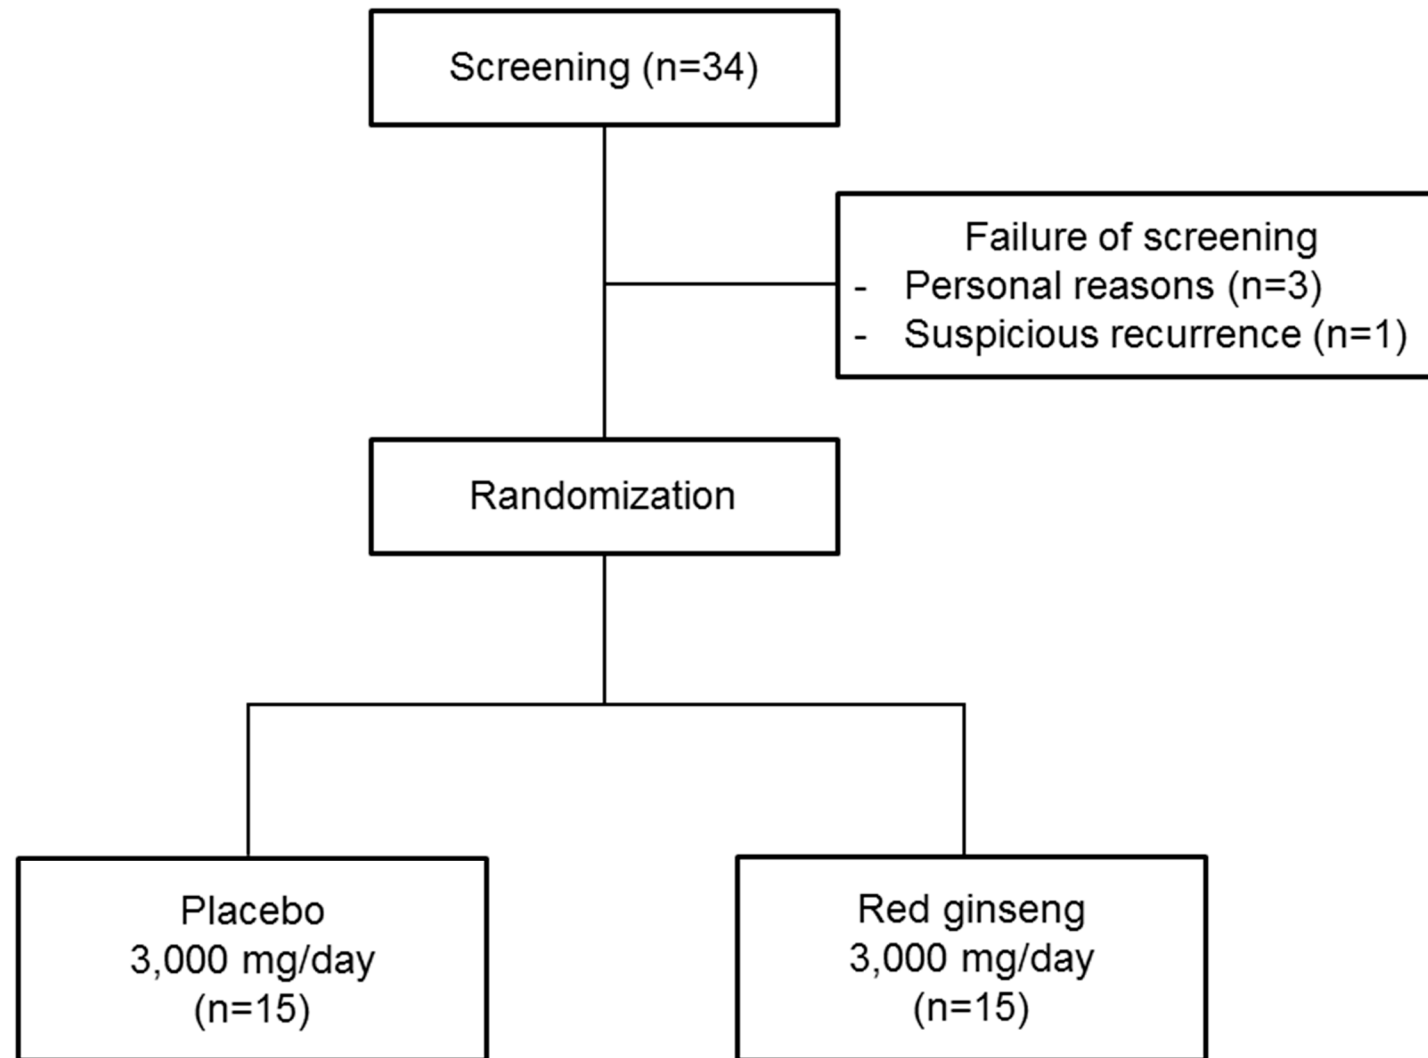 Screening (n=34)
Failure of screening
- Personal reasons (n=3)
- Suspicious recurrence (n=1)
Randomization
Placebo
3,000 mg/day
(n=15)
Red ginseng
3,000 mg/day
(n=15)